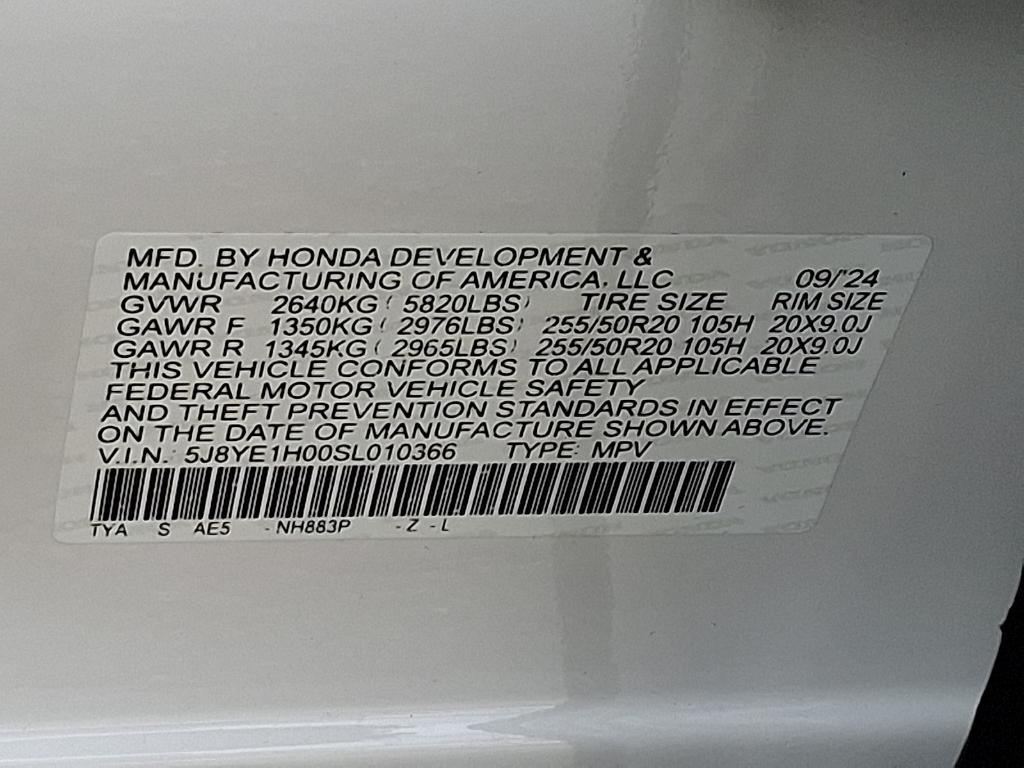 MFD. BY HONDA DEVELOPMENT &
MANUFACTURING OF AMERICA, LLC 09/'24
GVWR 2640KG ( 5820LBS) TIRE SIZE RIM SIZE
GAWR F 1350KG ( 2976LBS) 255/50R20 105H 20X9.0J
GAWR R 1345KG ( 2965LBS) 255/50R20 105H 20X9.0J
THIS VEHICLE CONFORMS TO ALL APPLICABLE
FEDERAL MOTOR VEHICLE SAFETY
AND THEFT PREVENTION STANDARDS IN EFFECT
ON THE DATE OF MANUFACTURE SHOWN ABOVE.
V.I.N.: 5J8YE1H00SL010366 TYPE: MPV
TYA S AE5 - NH883P - Z - L